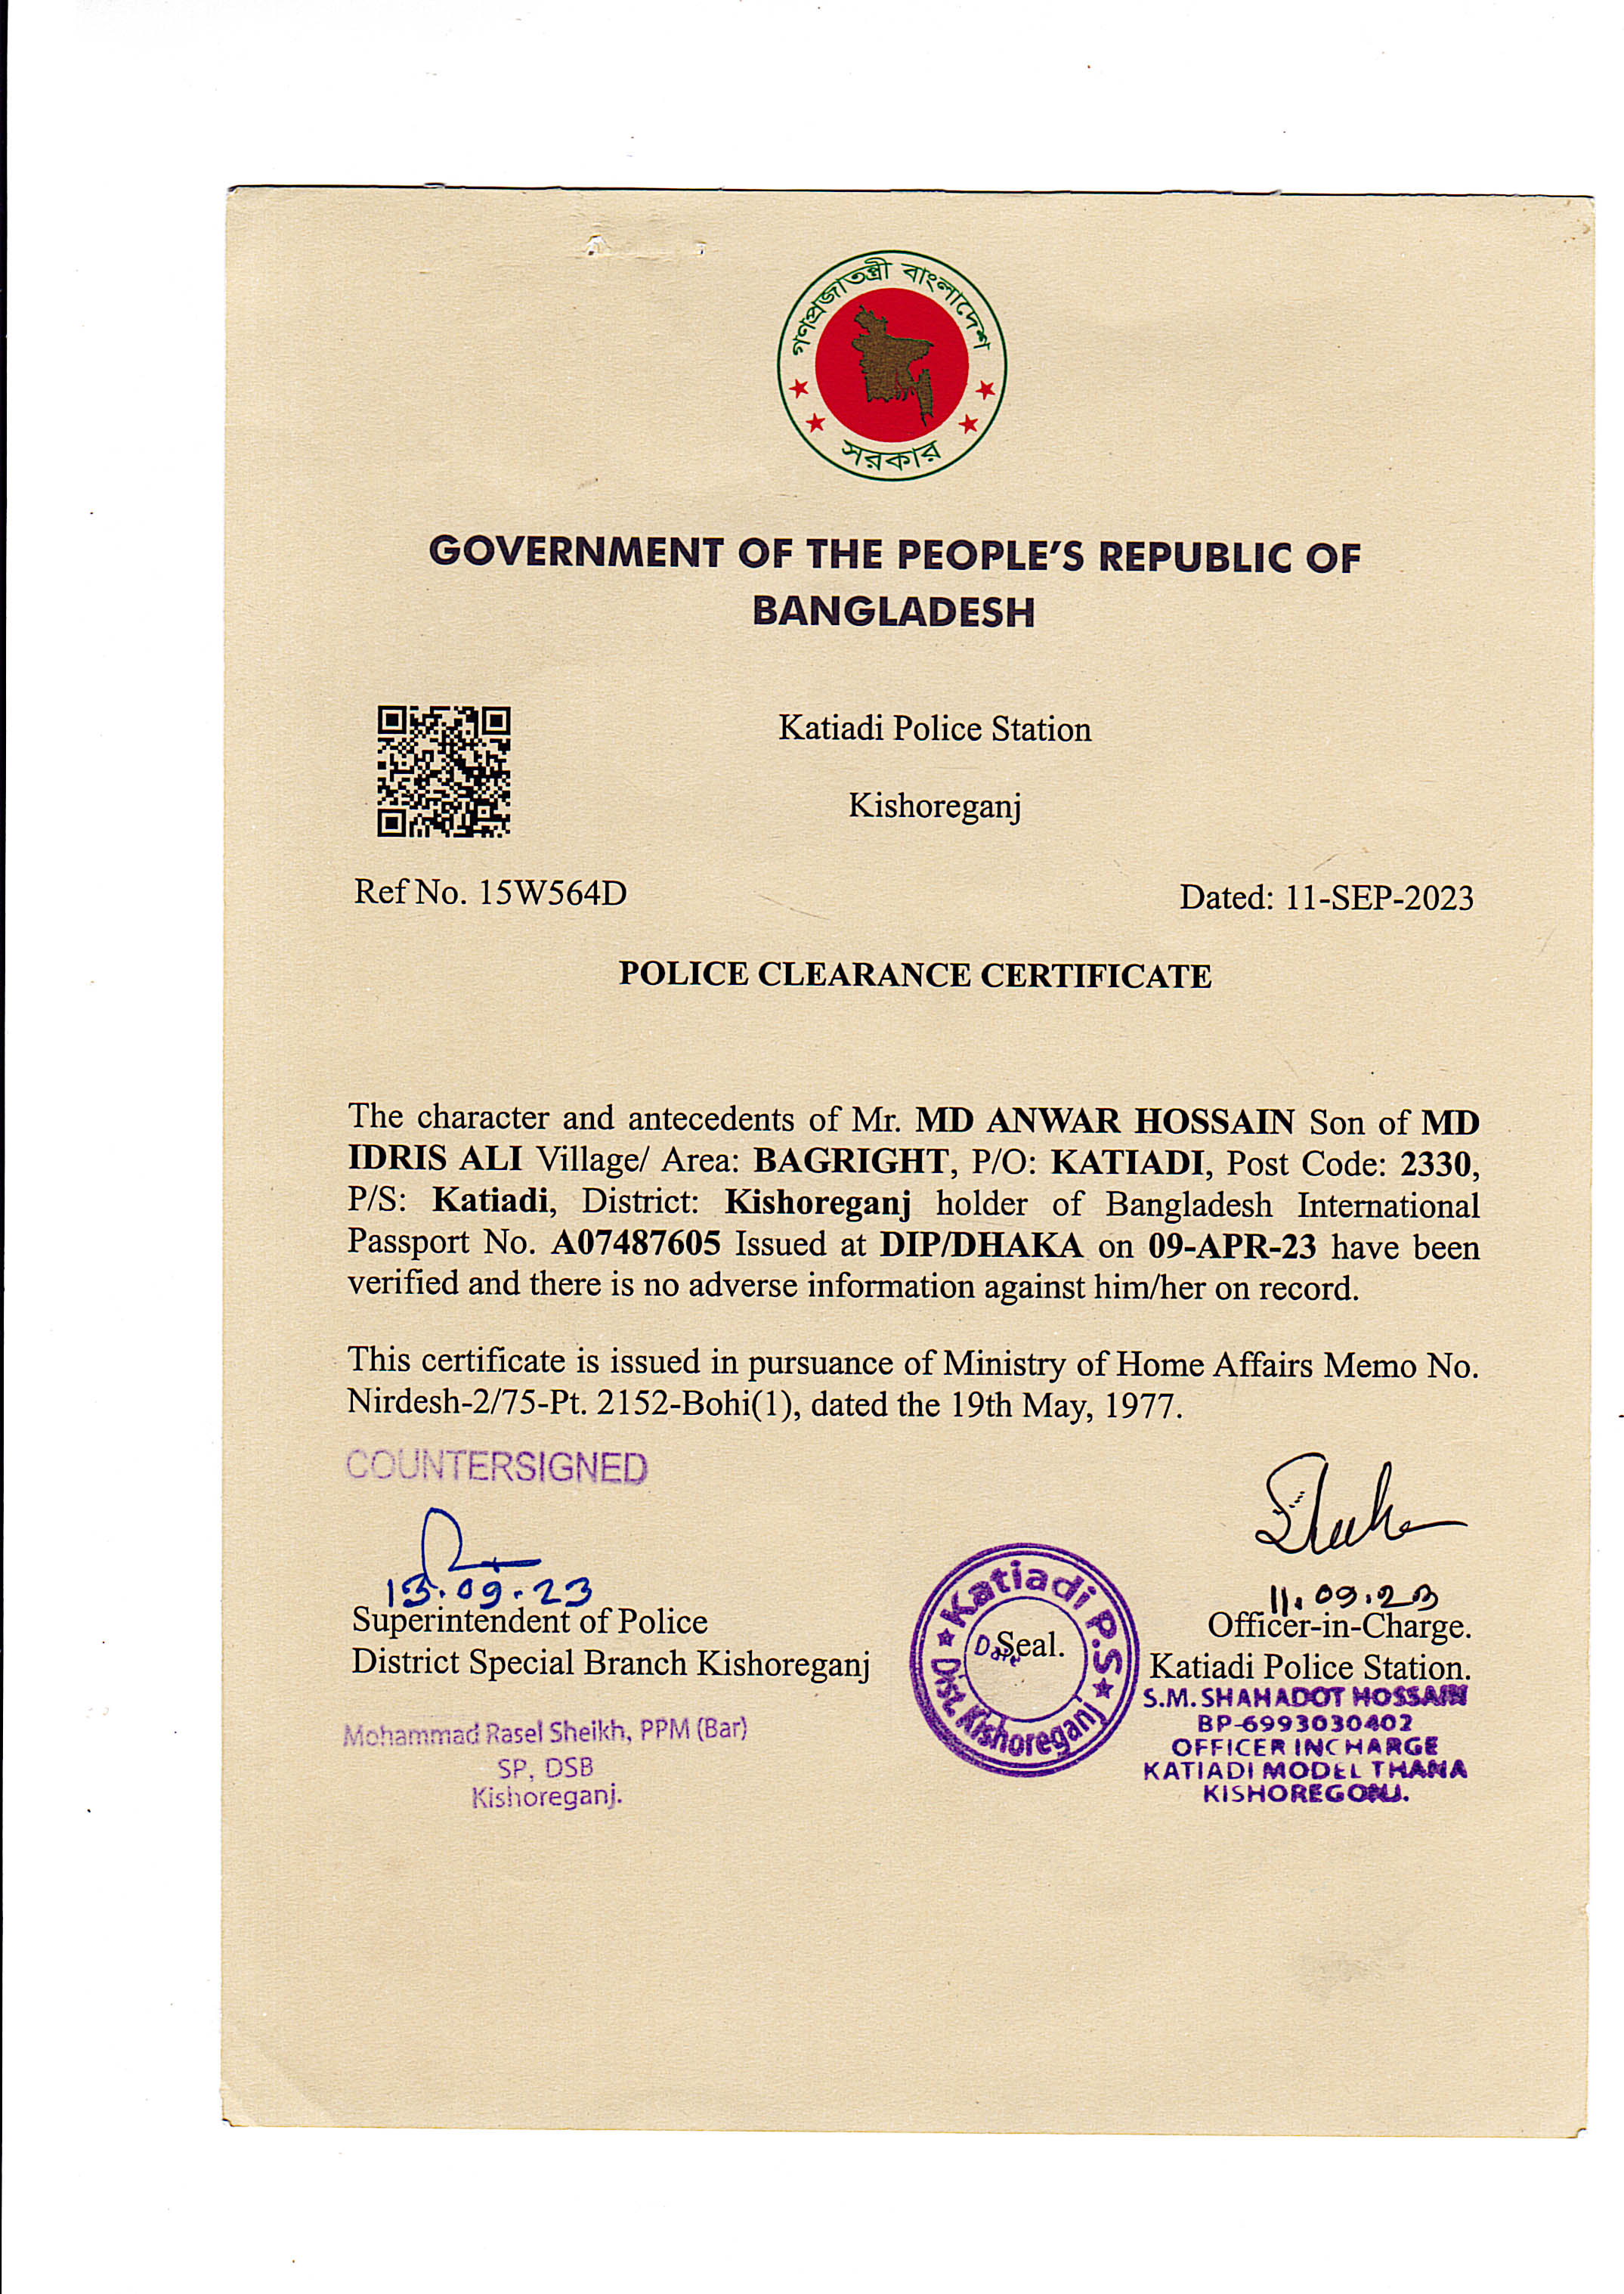 গণপ্রজাতন্ত্রী বাংলাদেশ
সরকার
GOVERNMENT OF THE PEOPLE'S REPUBLIC OF
BANGLADESH
Katiadi Police Station
Kishoreganj
Ref No. 15W564D
Dated: 11-SEP-2023
POLICE CLEARANCE CERTIFICATE
The character and antecedents of Mr. MD ANWAR HOSSAIN Son of MD
IDRIS ALI Village/ Area: BAGRIGHT, P/O: KATIADI, Post Code: 2330,
P/S: Katiadi, District: Kishoreganj holder of Bangladesh International
Passport No. A07487605 Issued at DIP/DHAKA on 09-APR-23 have been
verified and there is no adverse information against him/her on record.
This certificate is issued in pursuance of Ministry of Home Affairs Memo No.
Nirdesh-2/75-Pt. 2152-Bohi(1), dated the 19th May, 1977.
COUNTERSIGNED
13.09.23
Superintendent of Police
District Special Branch Kishoreganj
Mohammad Rasel Sheikh, PPM (Bar)
SP, DSB
Kishoreganj.
Katiadi P.S
Date
Seal.
Dist. Kishoreganj
11.09.23
Officer-in-Charge.
Katiadi Police Station.
S.M. SHAHADOT HOSSAIN
BP-6993030402
OFFICER INCHARGE
KATIADI MODEL THANA
KISHOREGONJ.